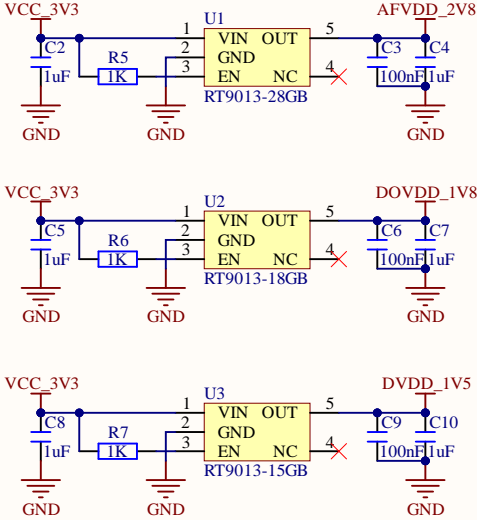 VCC_3V3 U1 AFVDD_2V8
C2 1 VIN OUT 5 C3 C4
R5 2 GND
1uF 1K 3 EN NC 4 100nF 1uF
RT9013-28GB
GND GND GND
VCC_3V3 U2 DOVDD_1V8
C5 1 VIN OUT 5 C6 C7
R6 2 GND
1uF 1K 3 EN NC 4 100nF 1uF
RT9013-18GB
GND GND GND
VCC_3V3 U3 DVDD_1V5
C8 1 VIN OUT 5 C9 C10
R7 2 GND
1uF 1K 3 EN NC 4 100nF 1uF
RT9013-15GB
GND GND GND